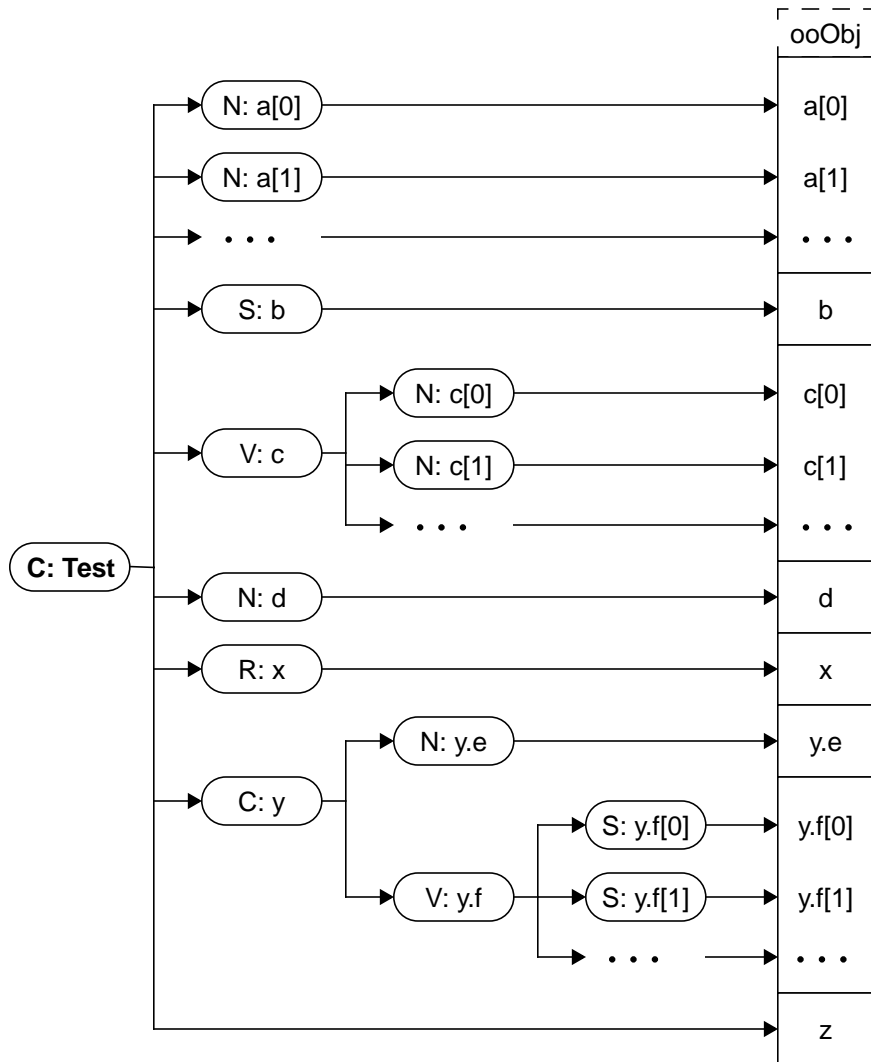 ooObj
N: a[0] a[0]
N: a[1] a[1]
. . . . . .
S: b b
N: c[0] c[0]
V: c N: c[1] c[1]
. . . . . .
C: Test
N: d d
R: x x
N: y.e y.e
C: y
S: y.f[0] y.f[0]
V: y.f S: y.f[1] y.f[1]
. . . . . .
z